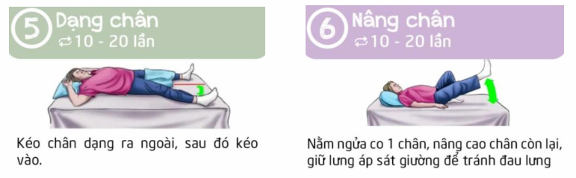 5 Dạng chân
10 - 20 lần
Kéo chân dạng ra ngoài, sau đó kéo
vào.
6 Nâng chân
10 - 20 lần
Nằm ngửa co 1 chân, nâng cao chân còn lại,
giữ lưng áp sát giường để tránh đau lưng